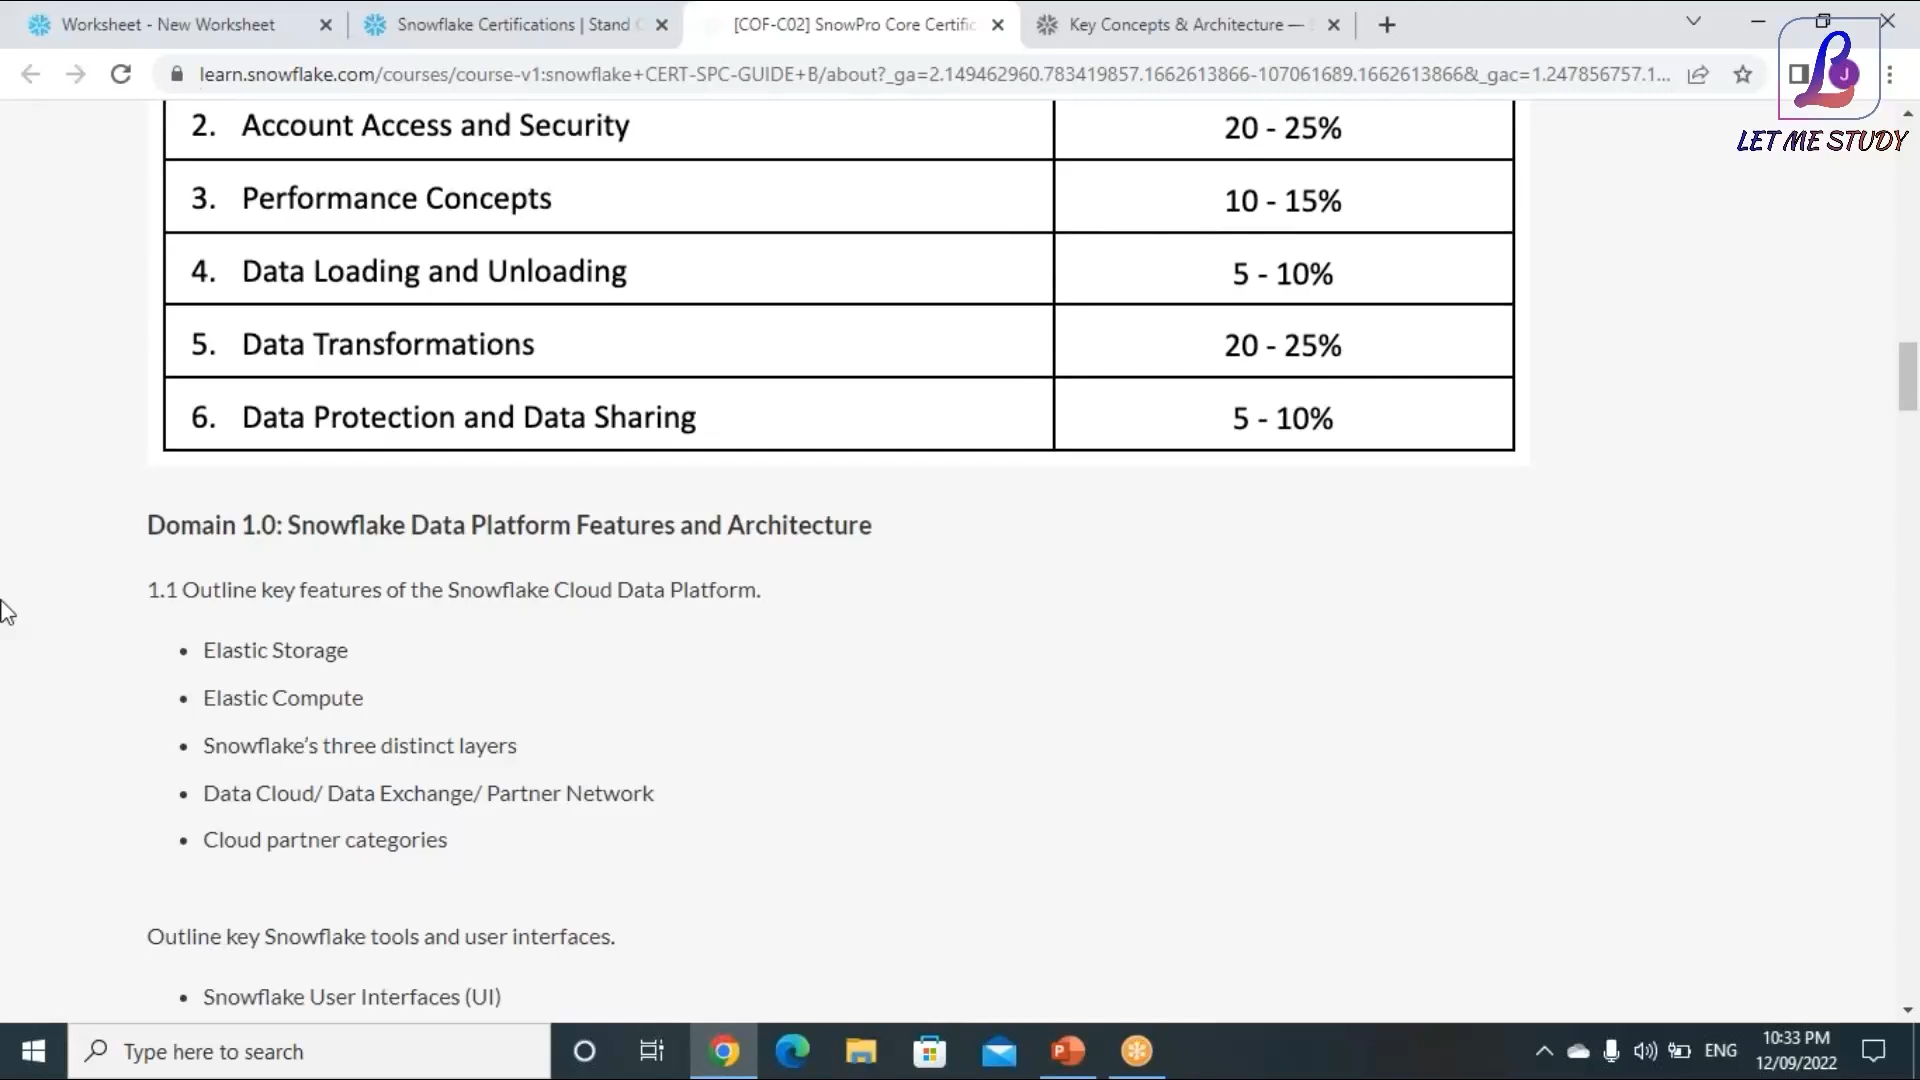 Worksheet - New Worksheet
Snowflake Certifications | Stand
[COF-C02] SnowPro Core Certific
Key Concepts & Architecture —
learn.snowflake.com/courses/course-v1:snowflake+CERT-SPC-GUIDE+B/about?_ga=2.149462960.783419857.1662613866-107061689.1662613866&_gac=1.247856757.1...
J
LET ME STUDY
2. Account Access and Security 20 - 25%
3. Performance Concepts 10 - 15%
4. Data Loading and Unloading 5 - 10%
5. Data Transformations 20 - 25%
6. Data Protection and Data Sharing 5 - 10%
Domain 1.0: Snowflake Data Platform Features and Architecture
1.1 Outline key features of the Snowflake Cloud Data Platform.
• Elastic Storage
• Elastic Compute
• Snowflake’s three distinct layers
• Data Cloud/ Data Exchange/ Partner Network
• Cloud partner categories
Outline key Snowflake tools and user interfaces.
• Snowflake User Interfaces (UI)
Type here to search
ENG
10:33 PM
12/09/2022